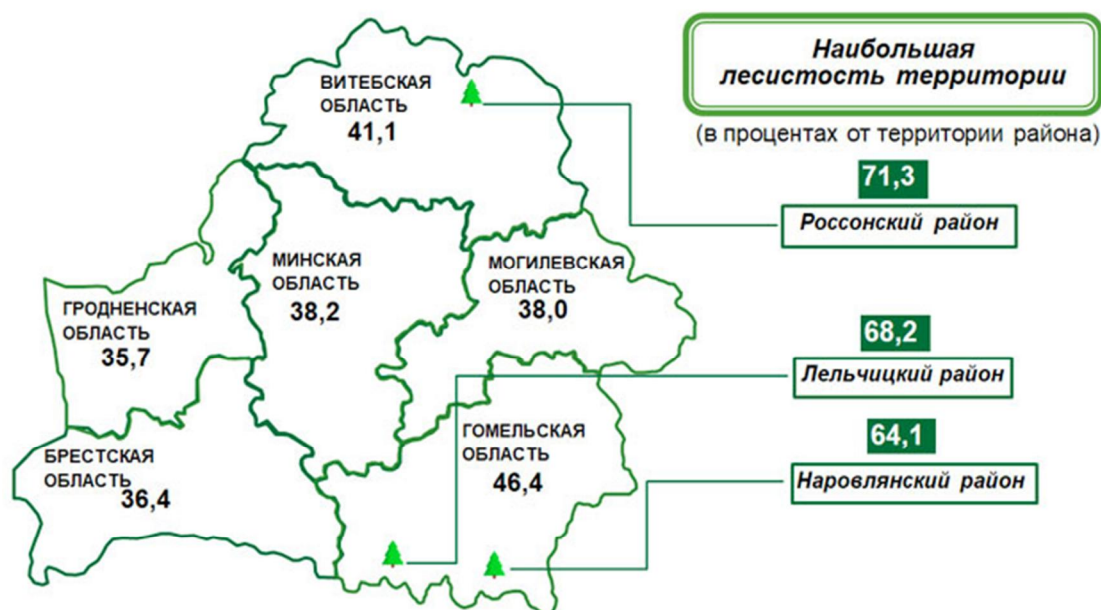 Наибольшая
лесистость территории
(в процентах от территории района)
ВИТЕБСКАЯ
ОБЛАСТЬ
41,1
71,3
Россонский район
МИНСКАЯ
ОБЛАСТЬ
38,2
МОГИЛЕВСКАЯ
ОБЛАСТЬ
38,0
ГРОДНЕНСКАЯ
ОБЛАСТЬ
35,7
68,2
Лельчицкий район
ГОМЕЛЬСКАЯ
ОБЛАСТЬ
46,4
64,1
Наровлянский район
БРЕСТСКАЯ
ОБЛАСТЬ
36,4